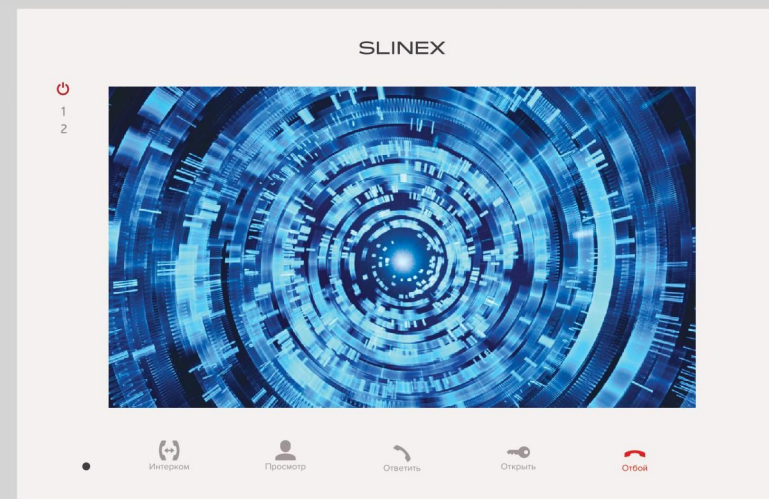 SLINEX
1
2
Интерком
Просмотр
Ответить
Открыть
Отбой